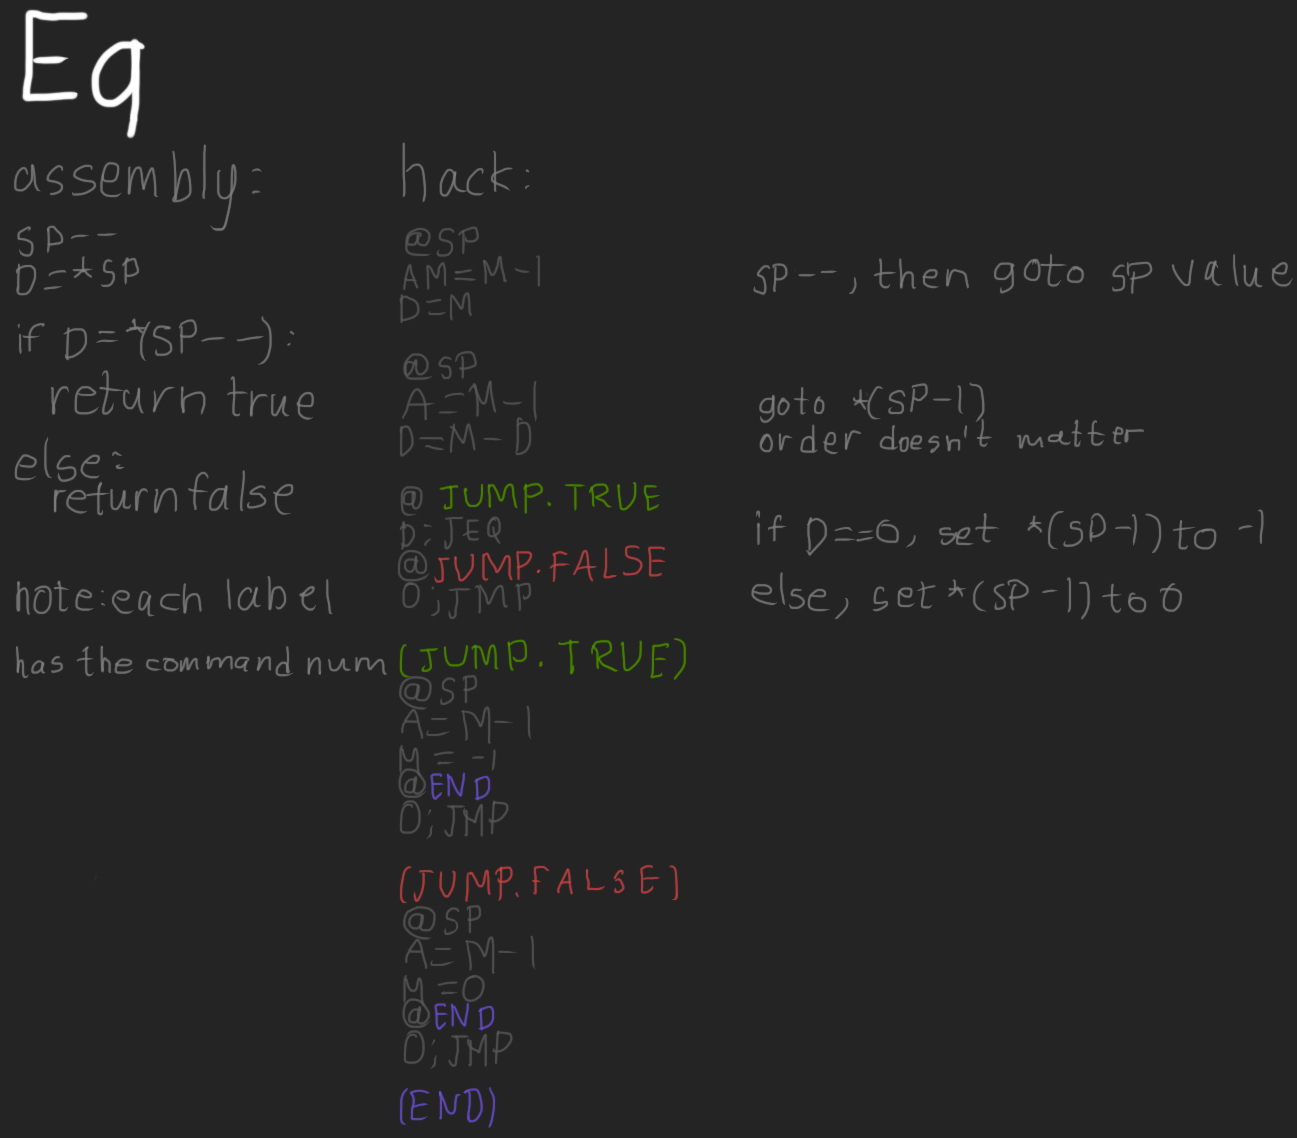 Eq
assembly:
SP--
D=*SP
if D=*(SP--):
return true
else:
return false
note:each label
has the command num
hack:
@SP
AM=M-1
D=M
@SP
A=M-1
D=M-D
@JUMP.TRUE
D;JEQ
@JUMP.FALSE
0;JMP
(JUMP.TRUE)
@SP
A=M-1
M=-1
@END
0;JMP
(JUMP.FALSE)
@SP
A=M-1
M=0
@END
0;JMP
(END)
SP--, then goto SP value
goto *(SP-1)
order doesn't matter
if D==0, set *(SP-1) to -1
else, set *(SP-1) to 0